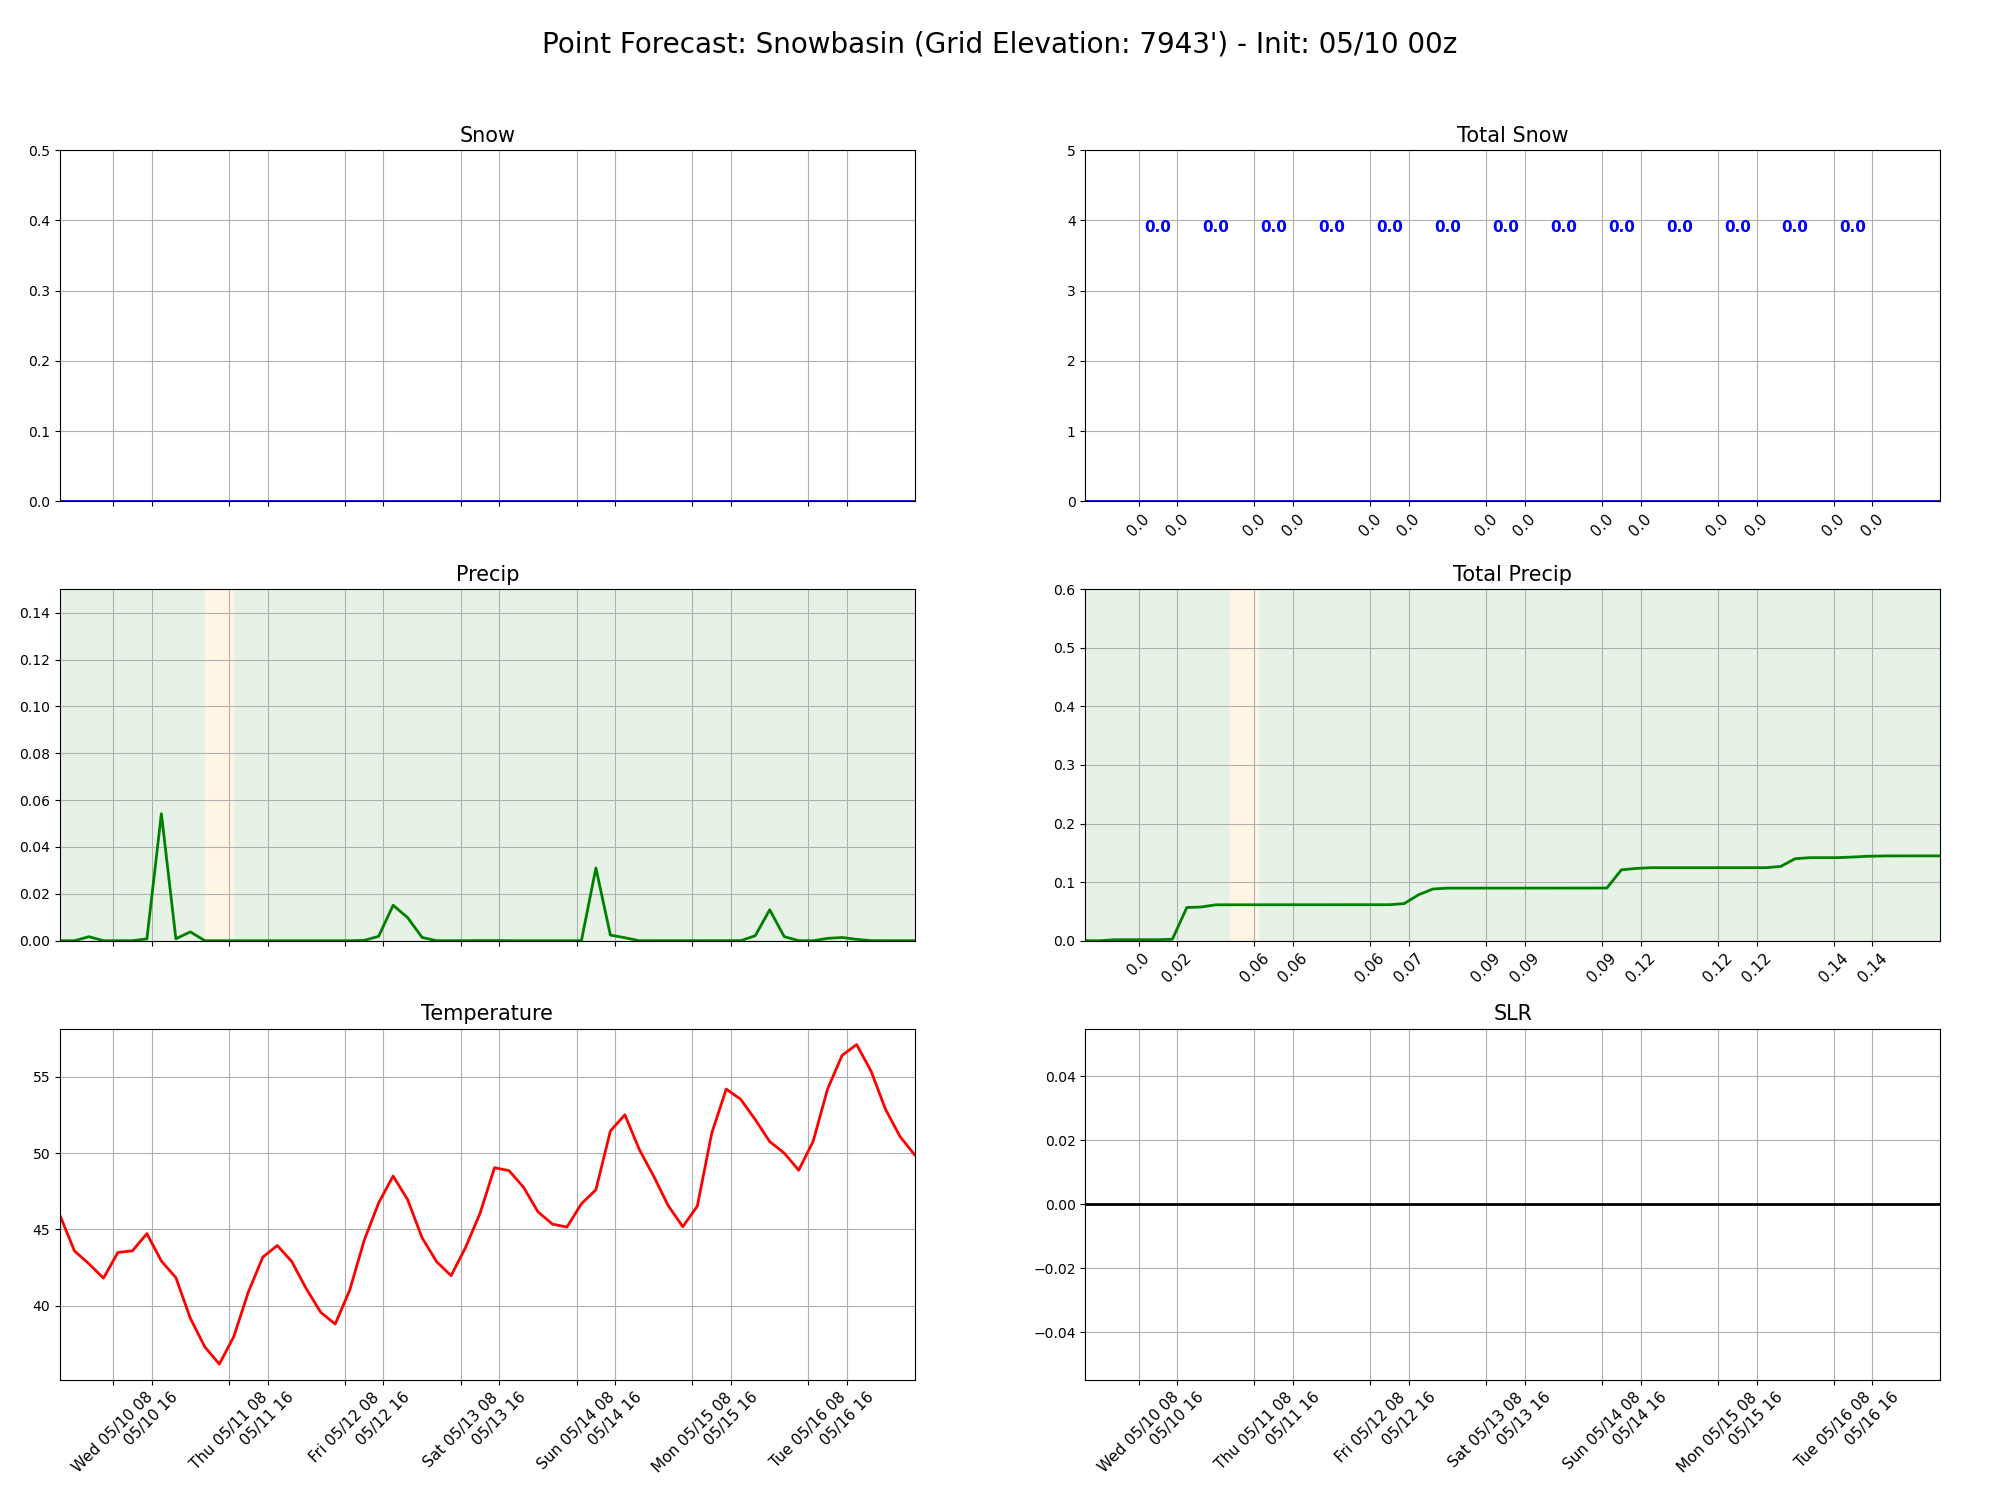 Point Forecast: Snowbasin (Grid Elevation: 7943') - Init: 05/10 00z
Snow
0.5
0.4
0.3
0.2
0.1
0.0
Total Snow
5
4
3
2
1
0
0.0 0.0 0.0 0.0 0.0 0.0 0.0 0.0 0.0 0.0 0.0 0.0 0.0
0.0 0.0 0.0 0.0 0.0 0.0 0.0 0.0 0.0 0.0 0.0 0.0 0.0 0.0
Precip
0.14
0.12
0.10
0.08
0.06
0.04
0.02
0.00
Total Precip
0.6
0.5
0.4
0.3
0.2
0.1
0.0
0.0 0.02 0.06 0.06 0.06 0.07 0.09 0.09 0.09 0.12 0.12 0.12 0.14 0.14
Temperature
55
50
45
40
Wed 05/10 08
05/10 16
Thu 05/11 08
05/11 16
Fri 05/12 08
05/12 16
Sat 05/13 08
05/13 16
Sun 05/14 08
05/14 16
Mon 05/15 08
05/15 16
Tue 05/16 08
05/16 16
SLR
0.04
0.02
0.00
−0.02
−0.04
Wed 05/10 08
05/10 16
Thu 05/11 08
05/11 16
Fri 05/12 08
05/12 16
Sat 05/13 08
05/13 16
Sun 05/14 08
05/14 16
Mon 05/15 08
05/15 16
Tue 05/16 08
05/16 16